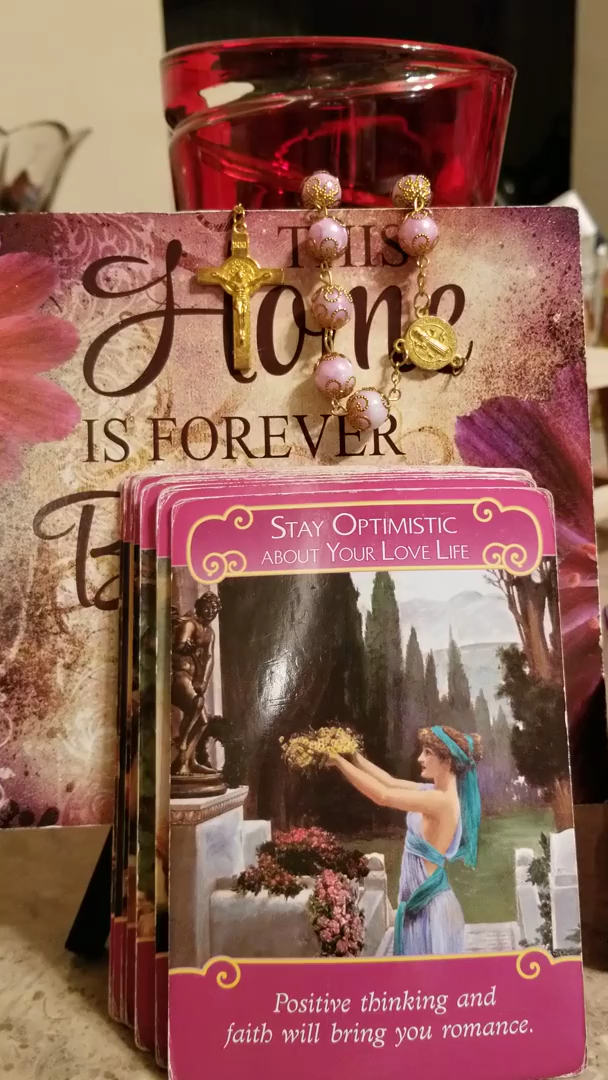 THIS
Home
IS FOREVER
STAY OPTIMISTIC
ABOUT YOUR LOVE LIFE
Positive thinking and
faith will bring you romance.